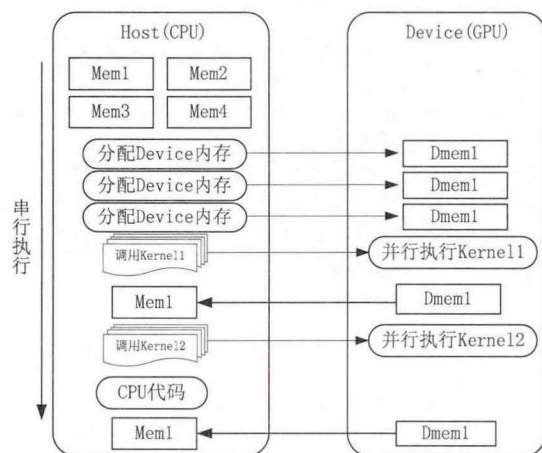 Host(CPU)
Device(GPU)
Mem1
Mem2
Mem3
Mem4
分配Device内存
Dmem1
分配Device内存
Dmem1
分配Device内存
Dmem1
串行执行
调用Kernel1
并行执行Kernel1
Mem1
Dmem1
调用Kernel2
并行执行Kernel2
CPU代码
Mem1
Dmem1